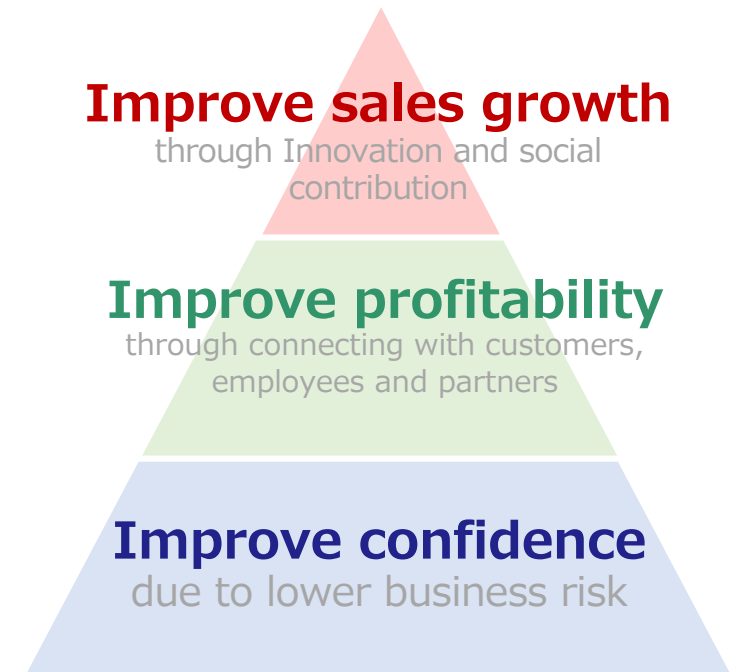 Improve sales growth
through Innovation and social
contribution
Improve profitability
through connecting with customers,
employees and partners
Improve confidence
due to lower business risk